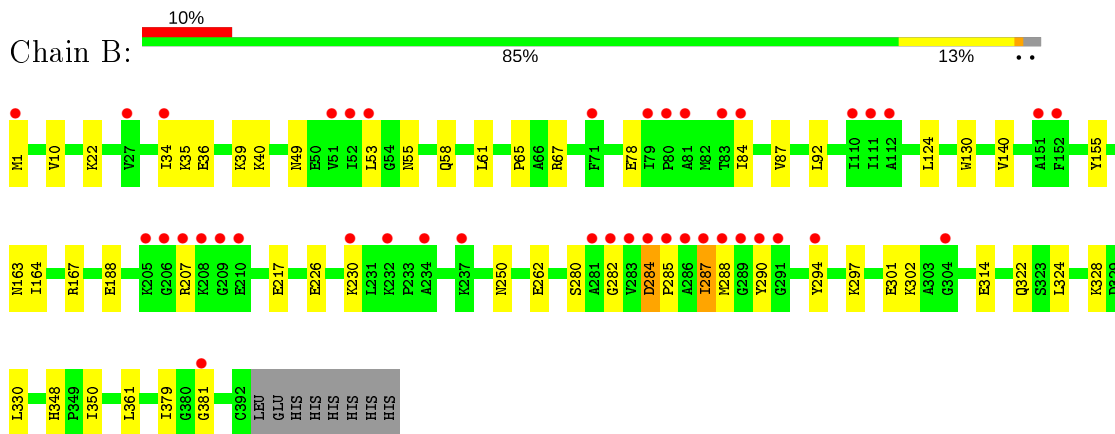 10%
Chain B:
85% 13% • •
M1 V10 K22 V27 I34 K35 E36 K39 K40 N49 E50 V51 I52 L53 G54 N55 Q58 L61 P65 A66 R67 F71 E78 I79 P80 A81 M82 T83 I84 V87 L92 I110 I111 A112 L124 W130 V140 A151 F152 Y155
N163 I164 R167 E188 K205 G206 R207 K208 G209 E210 E217 E226 K230 L231 K232 P233 A234 K237 N250 E262 S280 A281 G282 V283 D284 P285 A286 I287 M288 G289 Y290 G291 Y294 K297 E301 K302 A303 G304 E314 Q322 S323 L324 K328 D329
L330 H348 P349 I350 L361 I379 G380 G381 C392 LEU GLU HIS HIS HIS HIS HIS HIS